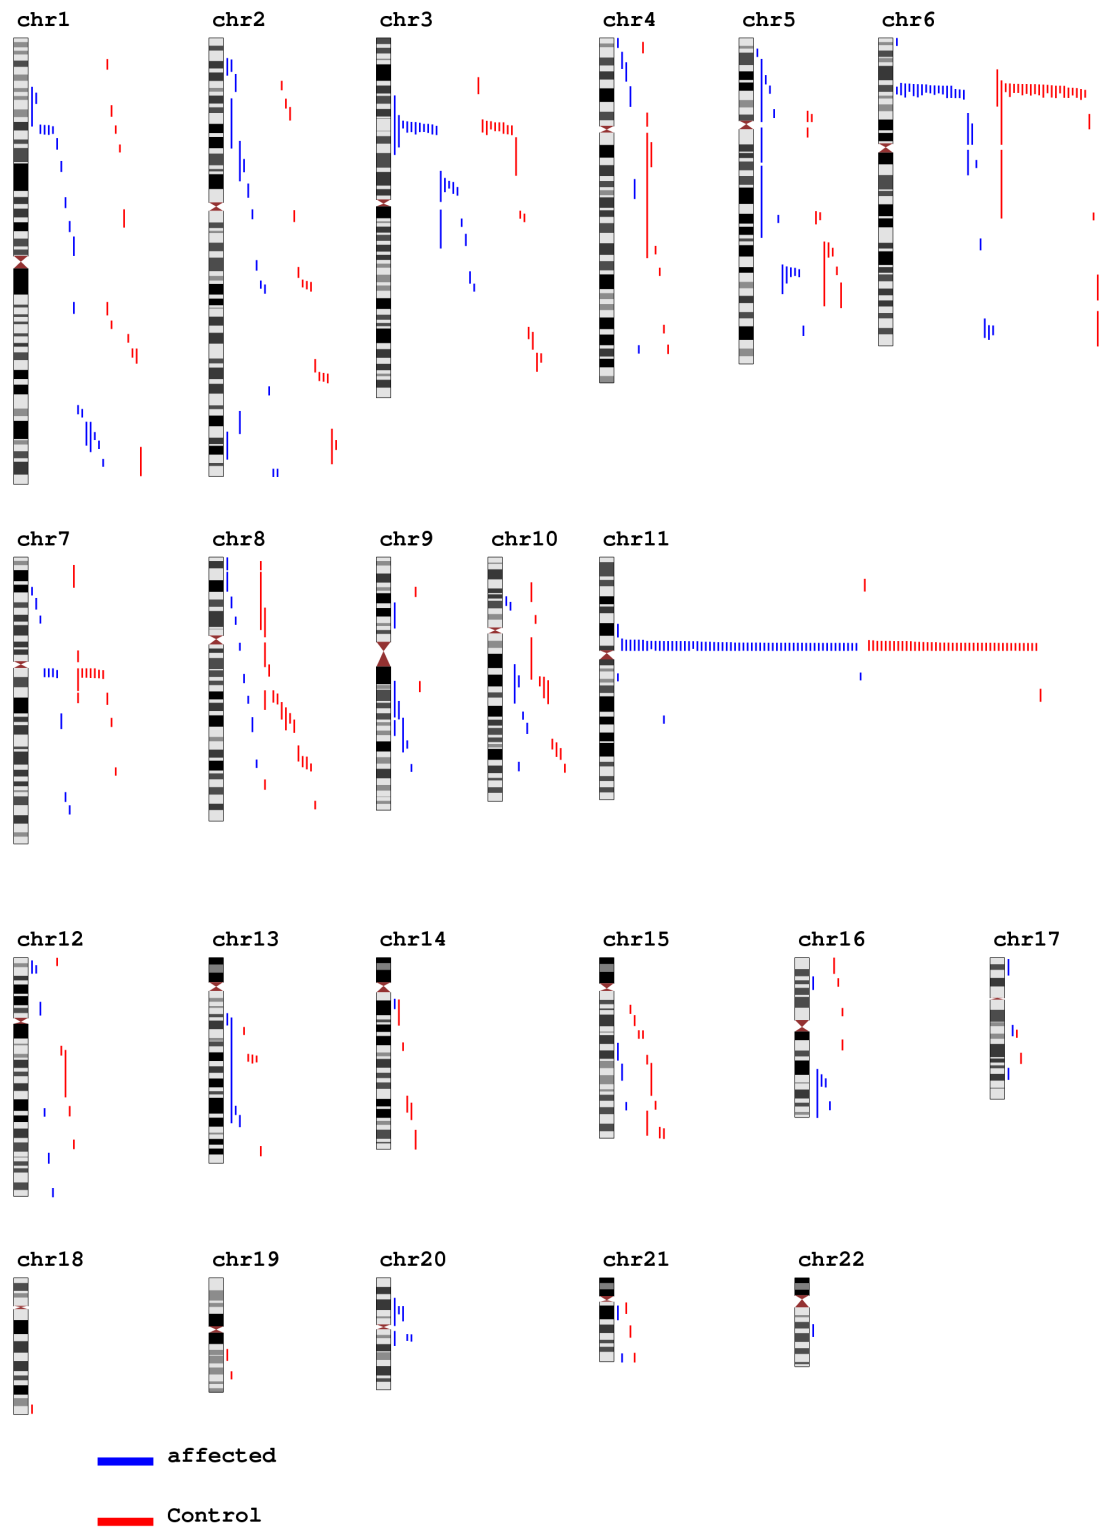 chr1 chr2 chr3 chr4 chr5 chr6
chr7 chr8 chr9 chr10 chr11
chr12 chr13 chr14 chr15 chr16 chr17
chr18 chr19 chr20 chr21 chr22
affected
Control